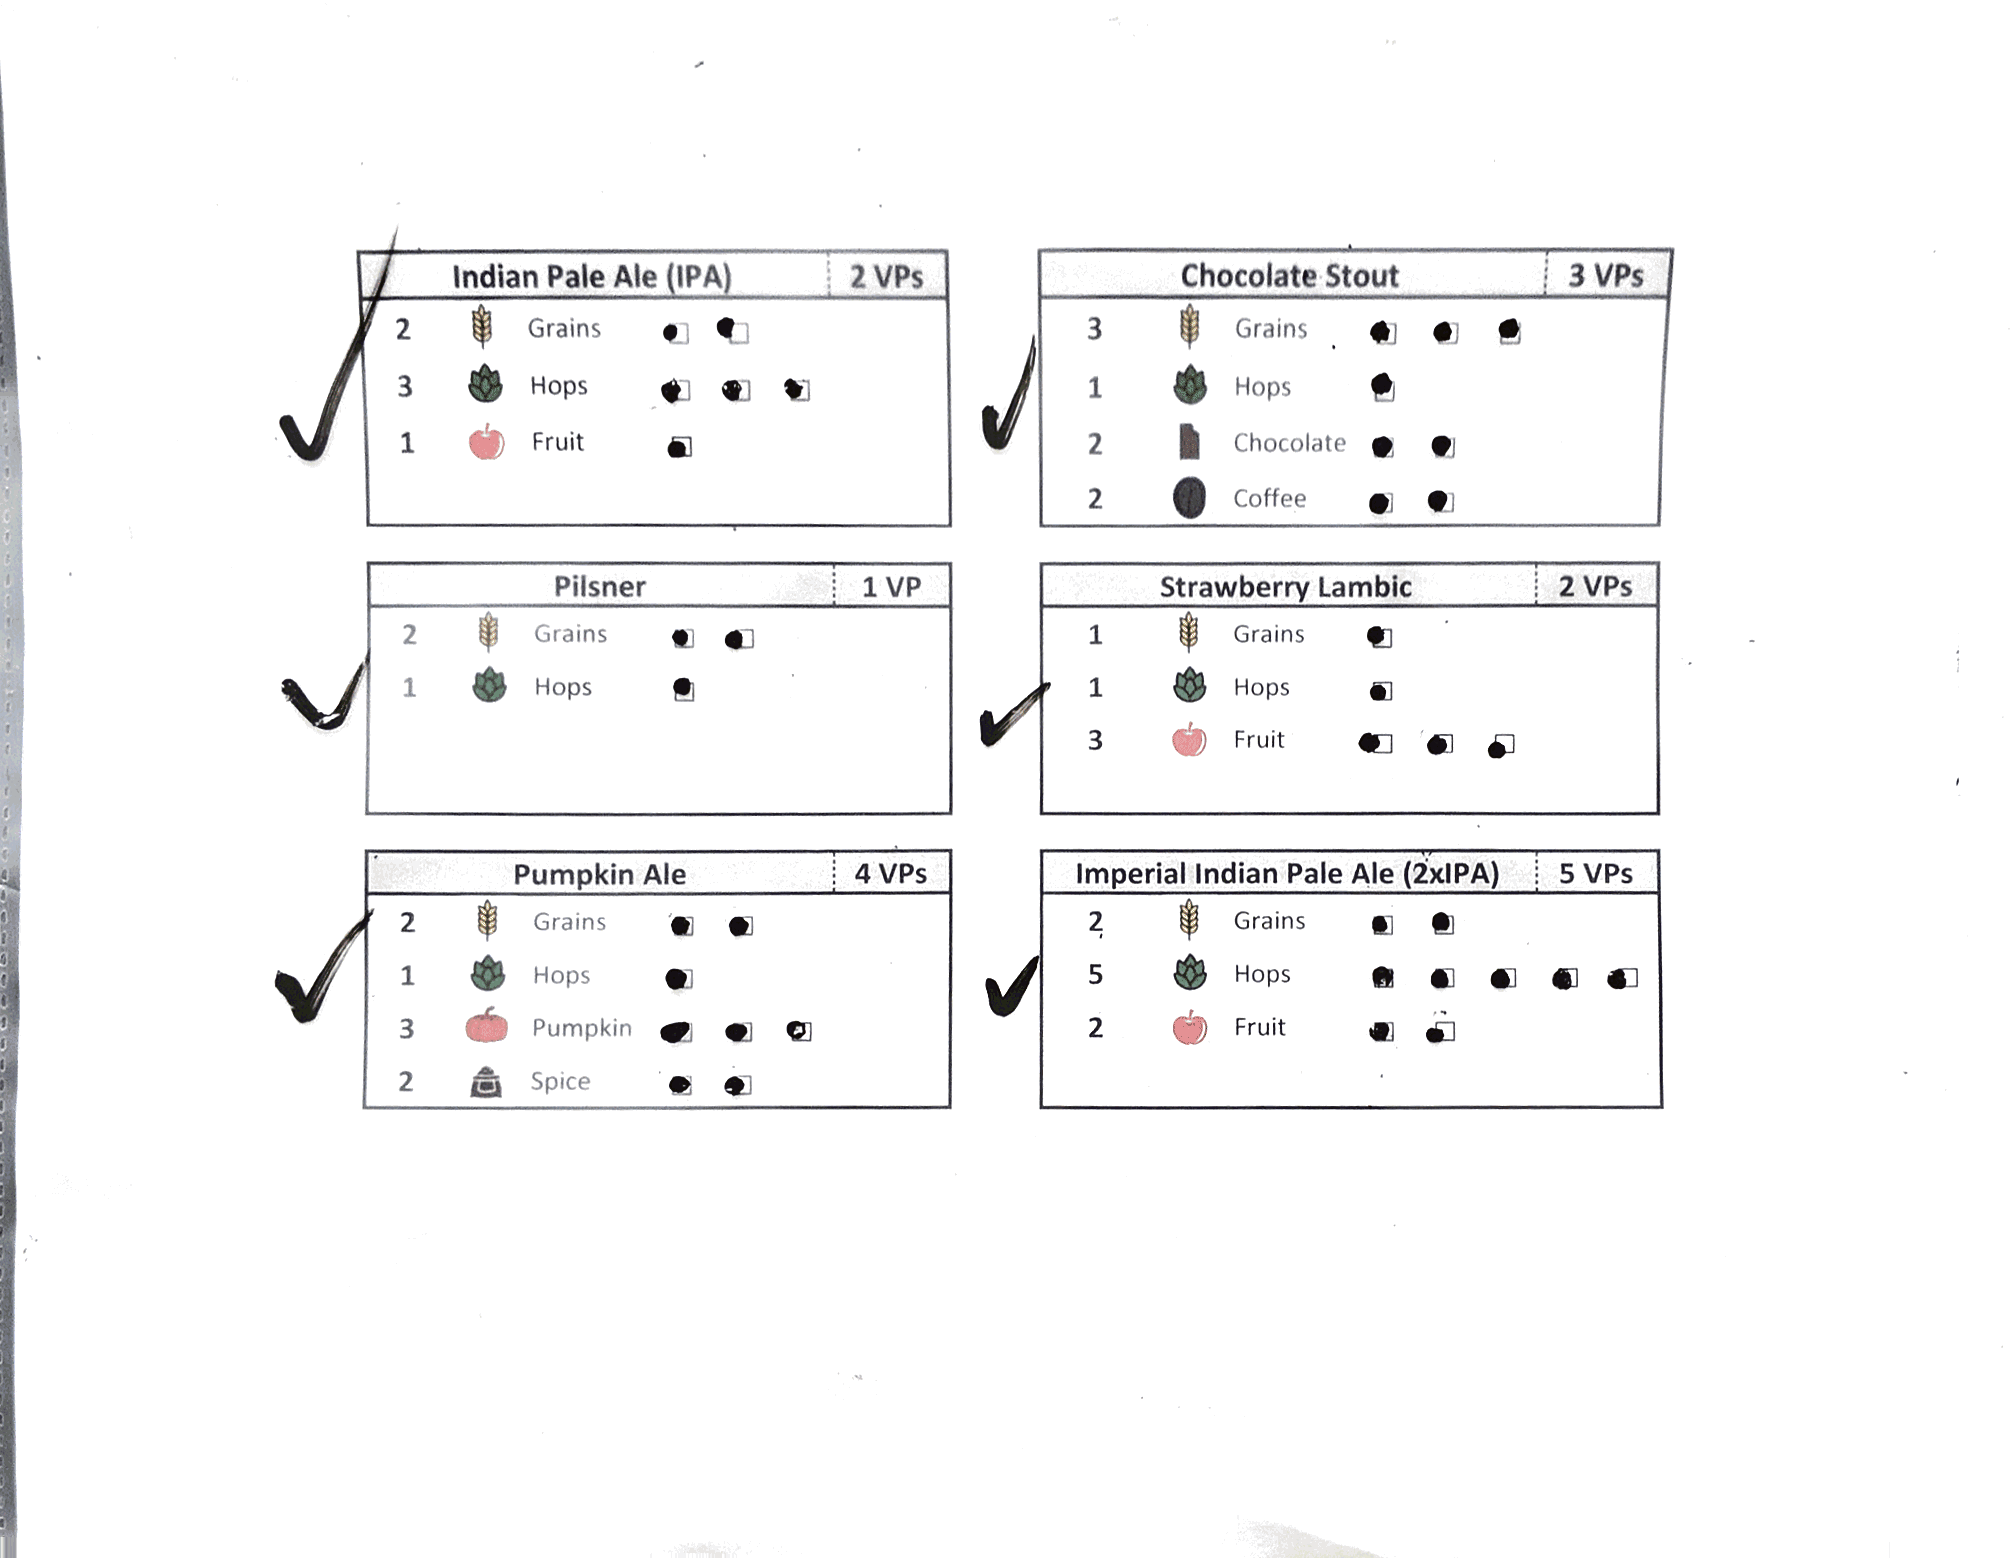 Indian Pale Ale (IPA) 2 VPs
2 Grains
3 Hops
1 Fruit
Chocolate Stout 3 VPs
3 Grains
1 Hops
2 Chocolate
2 Coffee
Pilsner 1 VP
2 Grains
1 Hops
Strawberry Lambic 2 VPs
1 Grains
1 Hops
3 Fruit
Pumpkin Ale 4 VPs
2 Grains
1 Hops
3 Pumpkin
2 Spice
Imperial Indian Pale Ale (2xIPA) 5 VPs
2 Grains
5 Hops
2 Fruit